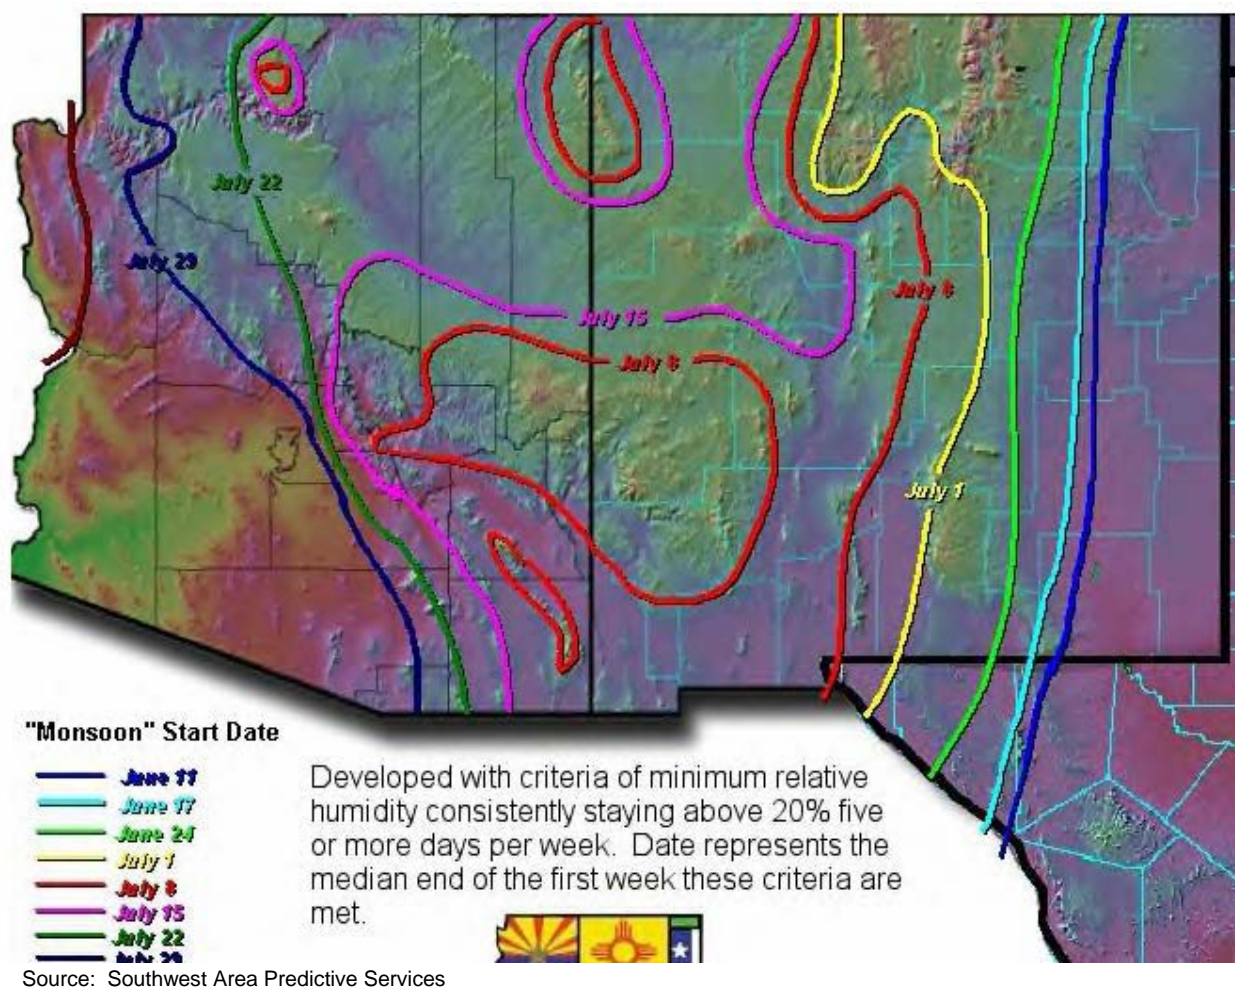 July 22
July 29
July 15
July 8
July 8
July 1
"Monsoon" Start Date
June 11
June 17
June 24
July 1
July 8
July 15
July 22
July 29
Developed with criteria of minimum relative
humidity consistently staying above 20% five
or more days per week. Date represents the
median end of the first week these criteria are
met.
Source: Southwest Area Predictive Services